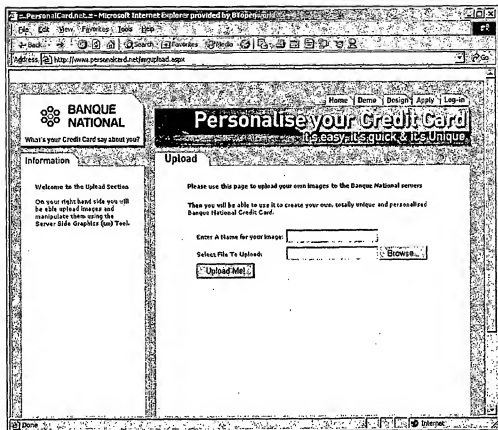 PersonalCard.net - Microsoft Internet Explorer provided by BTopenworld
File Edit View Favorites Tools Help
Back Search Favorites Media
Address http://www.personalcard.net/imgupload.aspx Go
Home Demo Design Apply Log-in
BANQUE
NATIONAL
What's your Credit Card say about you?
Personalise your Credit Card
it's easy, it's quick & it's Unique
Information
Welcome to the Upload Section
On your right hand side you will
be able upload images and
manipulate them using the
Server Side Graphics (tm) Tool.
Upload
Please use this page to upload your own images to the Banque National servers
Then you will be able to use it to create your own, totally unique and personalised
Banque National Credit Card.
Enter A Name for your Image:
Select File To Upload:
Browse...
Upload Me!
Done
Internet